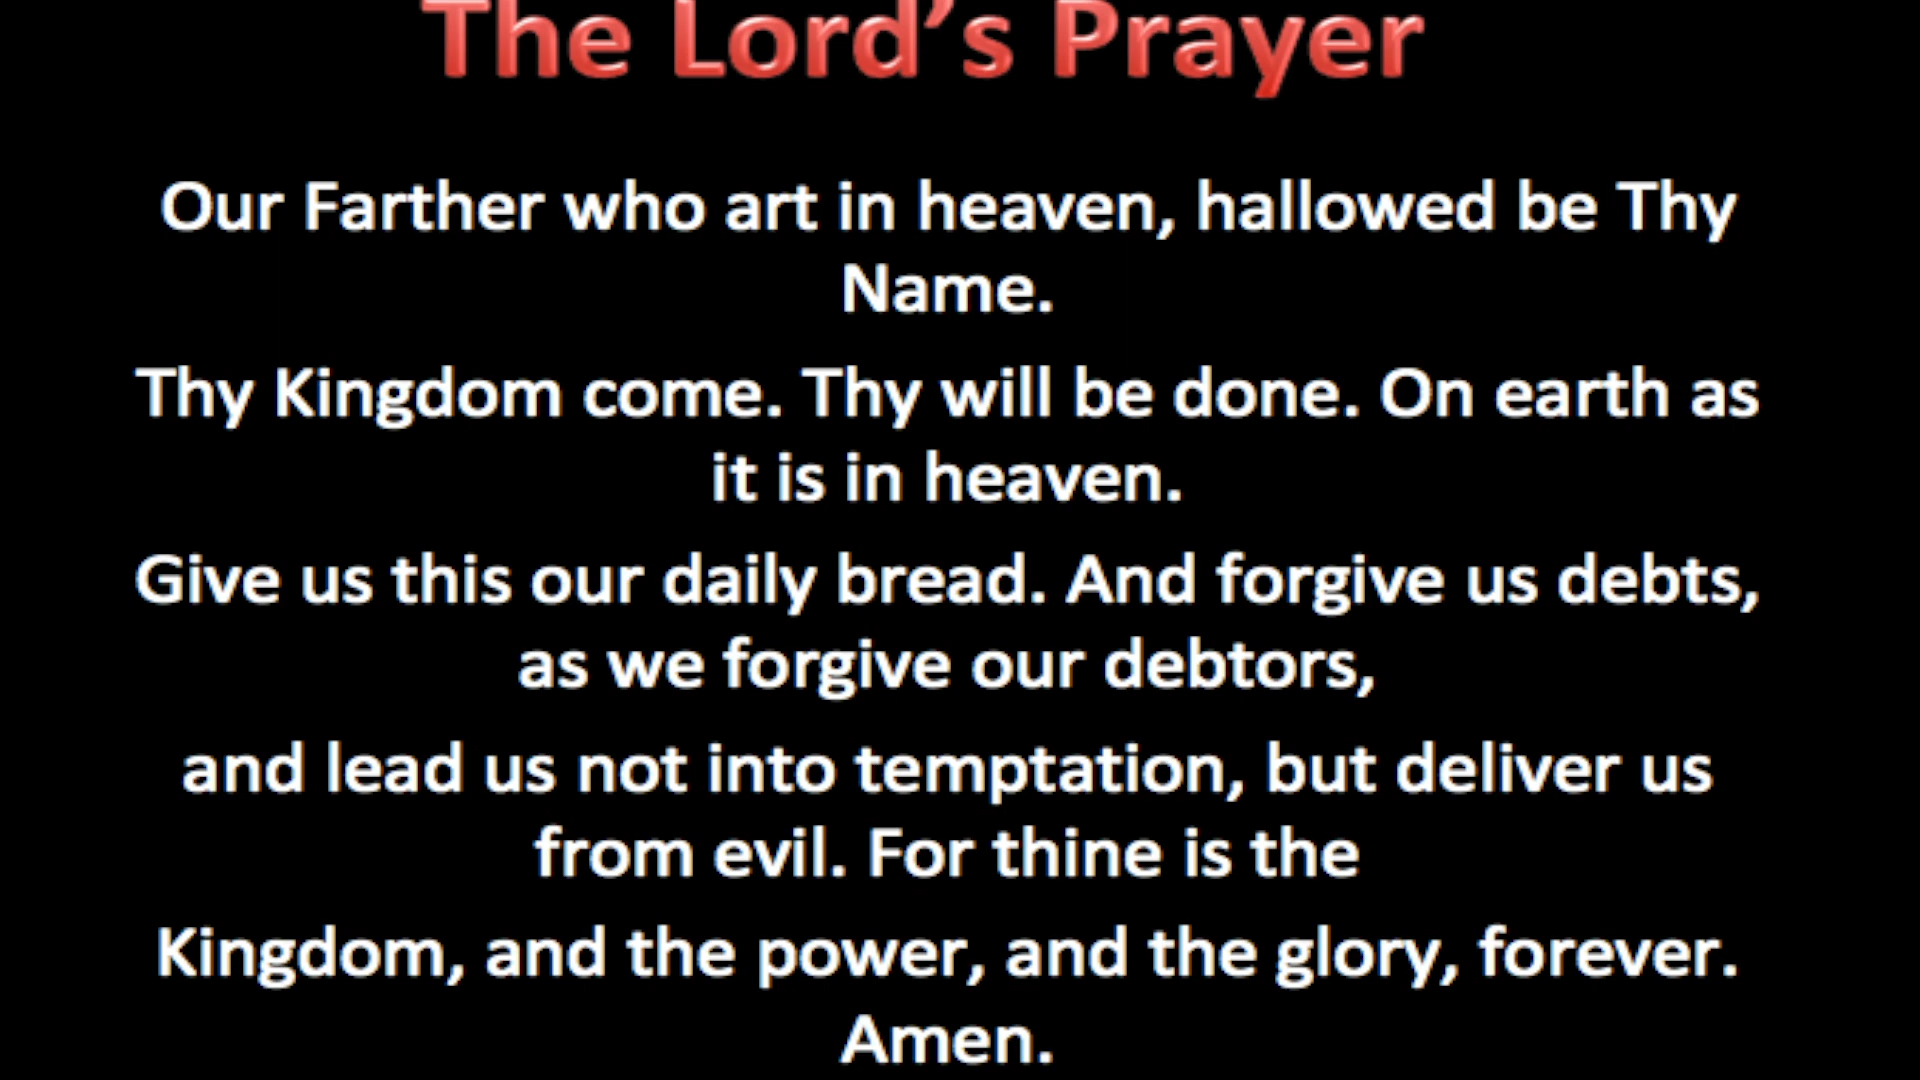 The Lord’s Prayer
Our Farther who art in heaven, hallowed be Thy
Name.
Thy Kingdom come. Thy will be done. On earth as
it is in heaven.
Give us this our daily bread. And forgive us debts,
as we forgive our debtors,
and lead us not into temptation, but deliver us
from evil. For thine is the
Kingdom, and the power, and the glory, forever.
Amen.